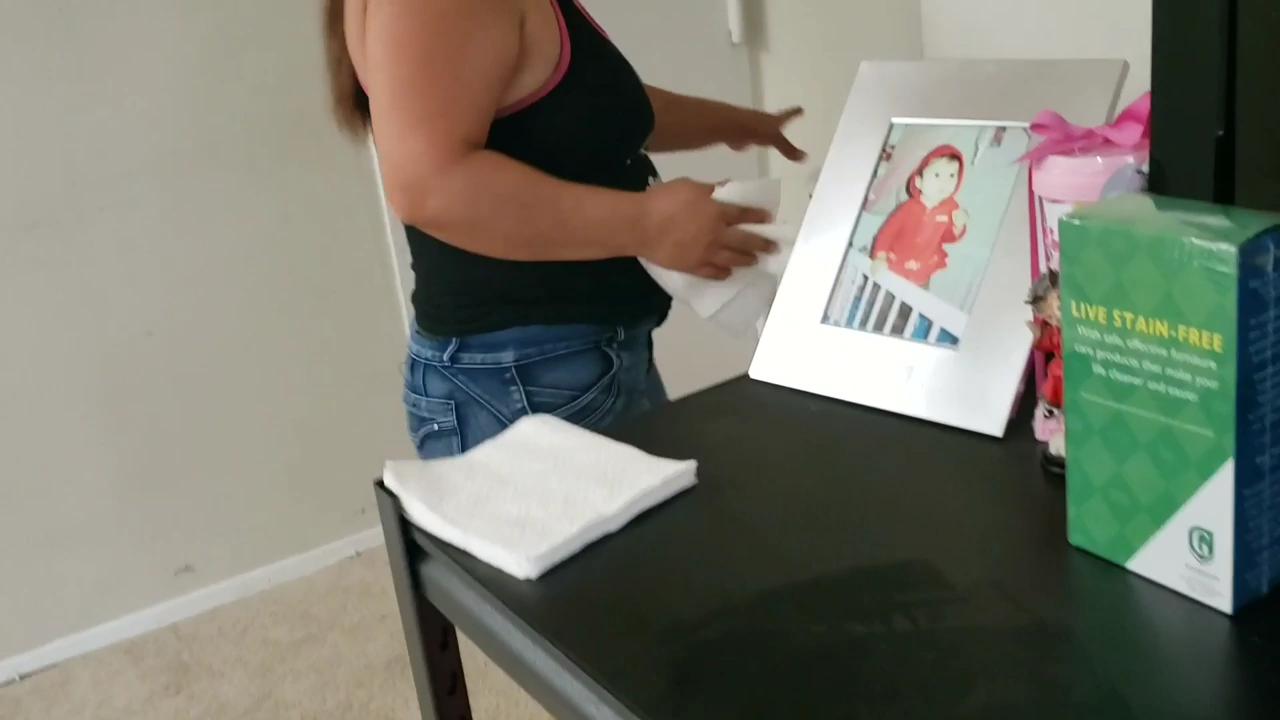 LIVE STAIN-FREE
With safe, effective furniture
care products that make your
life cleaner and easier.